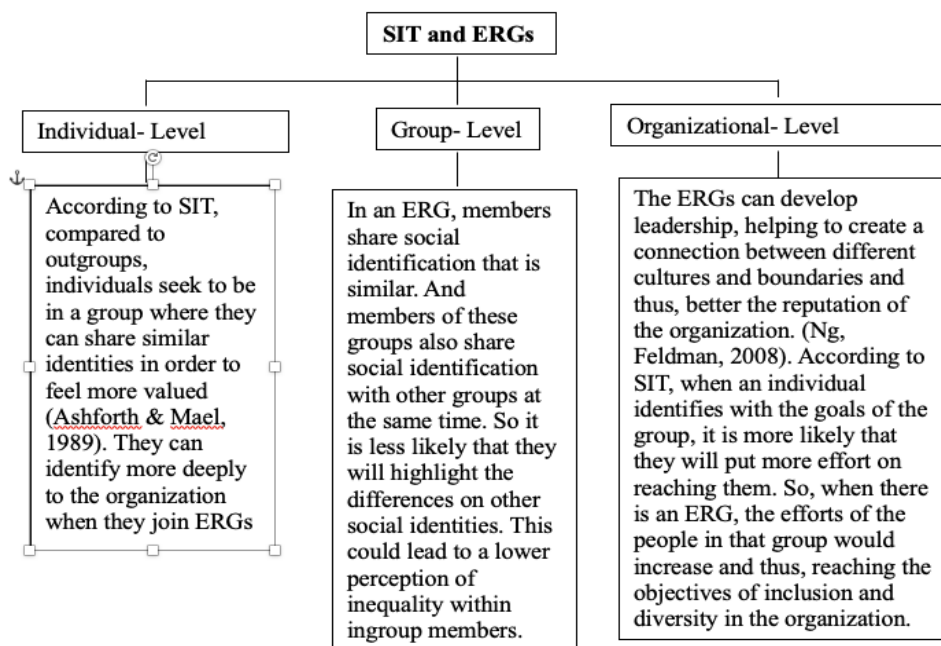 SIT and ERGs
Individual- Level
According to SIT,
compared to
outgroups,
individuals seek to be
in a group where they
can share similar
identities in order to
feel more valued
(Ashforth & Mael,
1989). They can
identify more deeply
to the organization
when they join ERGs
Group- Level
In an ERG, members
share social
identification that is
similar. And
members of these
groups also share
social identification
with other groups at
the same time. So it
is less likely that they
will highlight the
differences on other
social identities. This
could lead to a lower
perception of
inequality within
ingroup members.
Organizational- Level
The ERGs can develop
leadership, helping to create a
connection between different
cultures and boundaries and
thus, better the reputation of
the organization. (Ng,
Feldman, 2008). According to
SIT, when an individual
identifies with the goals of the
group, it is more likely that
they will put more effort on
reaching them. So, when there
is an ERG, the efforts of the
people in that group would
increase and thus, reaching the
objectives of inclusion and
diversity in the organization.